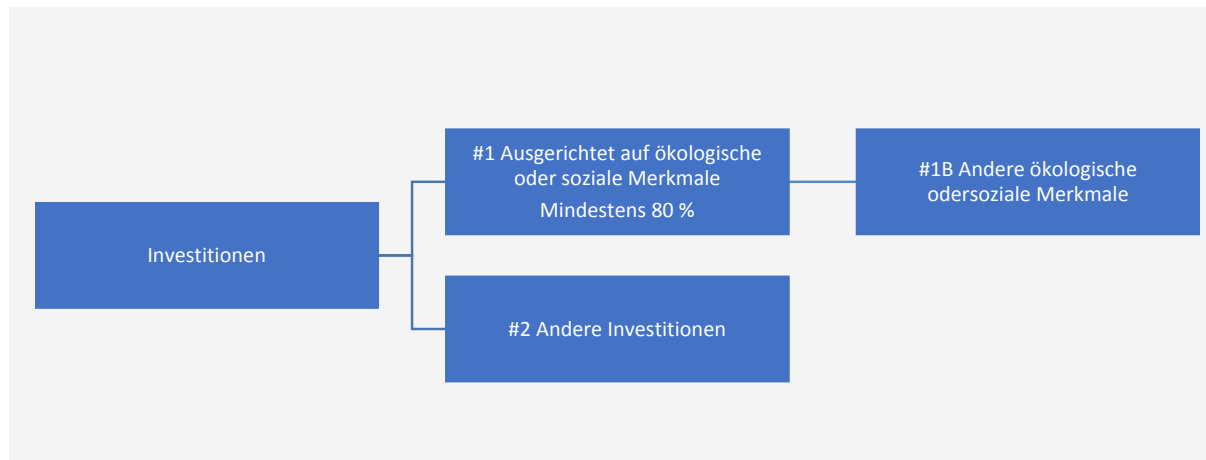 Investitionen
#1 Ausgerichtet auf ökologische
oder soziale Merkmale
Mindestens 80 %
#1B Andere ökologische
odersoziale Merkmale
#2 Andere Investitionen